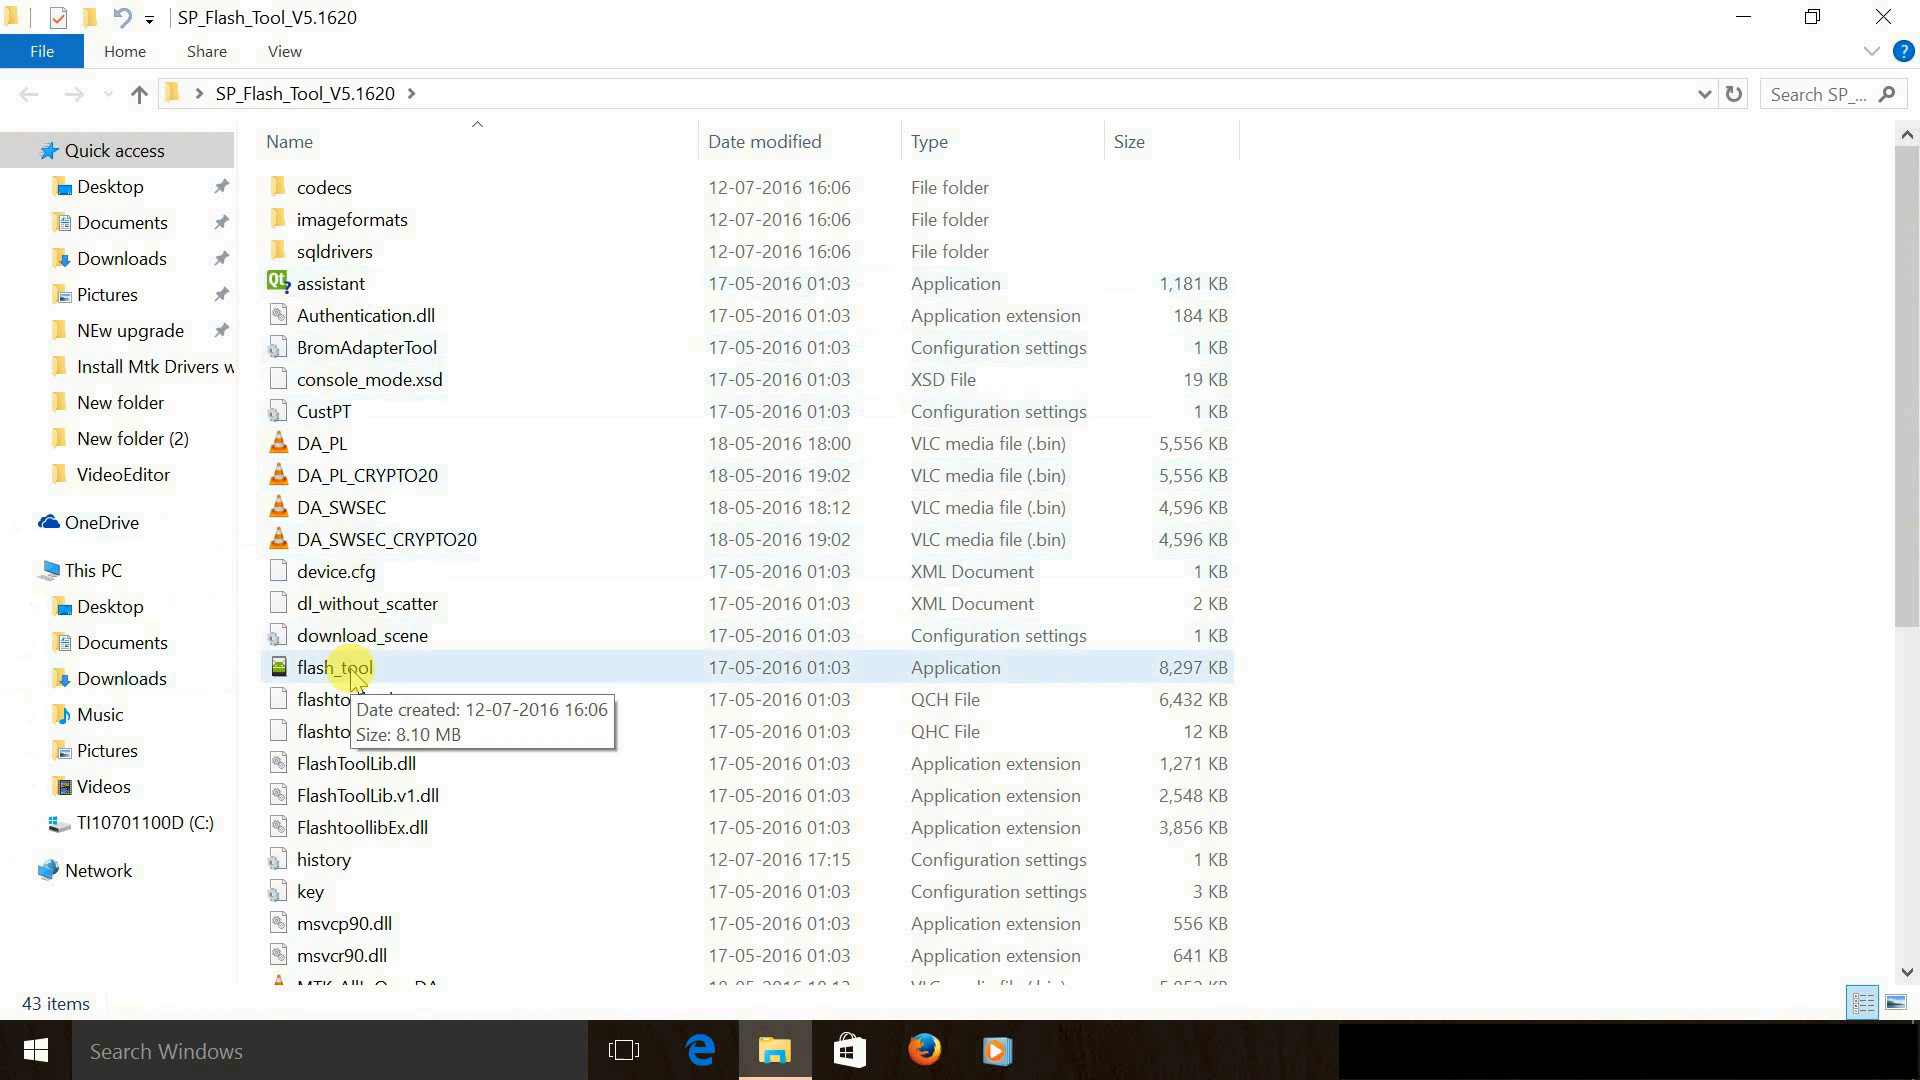 SP_Flash_Tool_V5.1620
File Home Share View
SP_Flash_Tool_V5.1620
Search SP_...
Name Date modified Type Size
Quick access
Desktop
Documents
Downloads
Pictures
NEw upgrade
Install Mtk Drivers w
New folder
New folder (2)
VideoEditor
OneDrive
This PC
Desktop
Documents
Downloads
Music
Pictures
Videos
TI10701100D (C:)
Network
codecs 12-07-2016 16:06 File folder
imageformats 12-07-2016 16:06 File folder
sqldrivers 12-07-2016 16:06 File folder
assistant 17-05-2016 01:03 Application 1,181 KB
Authentication.dll 17-05-2016 01:03 Application extension 184 KB
BromAdapterTool 17-05-2016 01:03 Configuration settings 1 KB
console_mode.xsd 17-05-2016 01:03 XSD File 19 KB
CustPT 17-05-2016 01:03 Configuration settings 1 KB
DA_PL 18-05-2016 18:00 VLC media file (.bin) 5,556 KB
DA_PL_CRYPTO20 18-05-2016 19:02 VLC media file (.bin) 5,556 KB
DA_SWSEC 18-05-2016 18:12 VLC media file (.bin) 4,596 KB
DA_SWSEC_CRYPTO20 18-05-2016 19:02 VLC media file (.bin) 4,596 KB
device.cfg 17-05-2016 01:03 XML Document 1 KB
dl_without_scatter 17-05-2016 01:03 XML Document 2 KB
download_scene 17-05-2016 01:03 Configuration settings 1 KB
flash_tool 17-05-2016 01:03 Application 8,297 KB
flashto 17-05-2016 01:03 QCH File 6,432 KB
Date created: 12-07-2016 16:06
flashto 17-05-2016 01:03 QHC File 12 KB
Size: 8.10 MB
FlashToolLib.dll 17-05-2016 01:03 Application extension 1,271 KB
FlashToolLib.v1.dll 17-05-2016 01:03 Application extension 2,548 KB
FlashtoollibEx.dll 17-05-2016 01:03 Application extension 3,856 KB
history 12-07-2016 17:15 Configuration settings 1 KB
key 17-05-2016 01:03 Configuration settings 3 KB
msvcp90.dll 17-05-2016 01:03 Application extension 556 KB
msvcr90.dll 17-05-2016 01:03 Application extension 641 KB
43 items
Search Windows